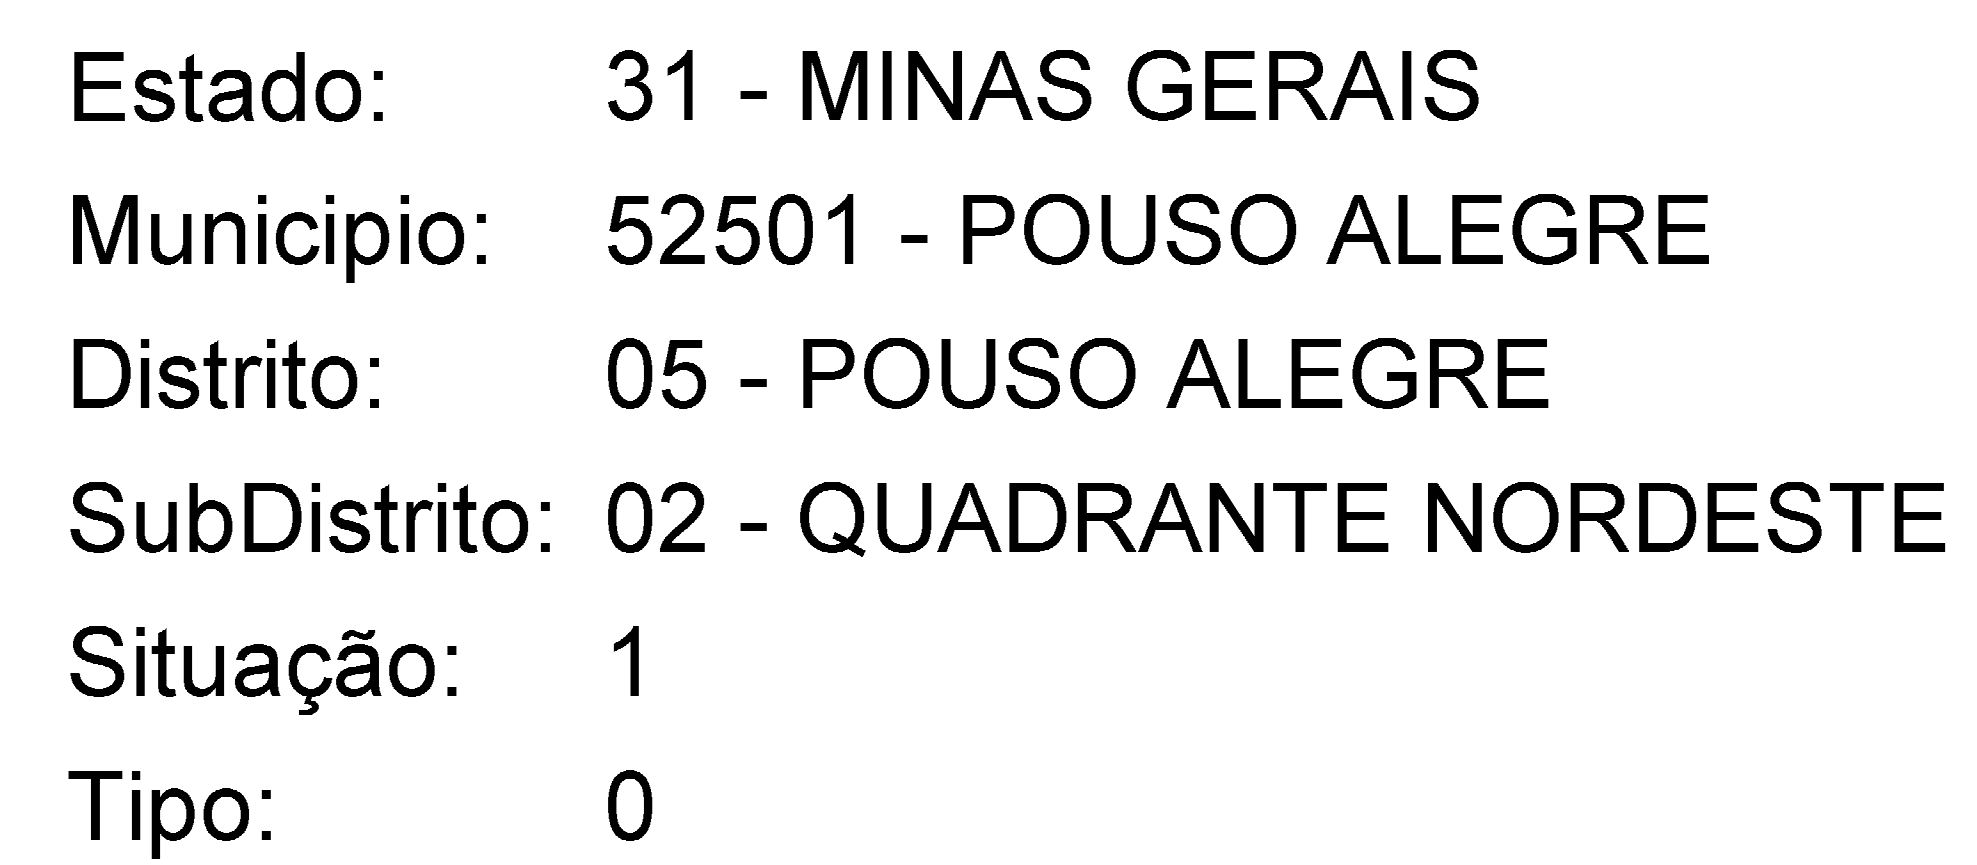 Estado: 31 - MINAS GERAIS
Municipio: 52501 - POUSO ALEGRE
Distrito: 05 - POUSO ALEGRE
SubDistrito: 02 - QUADRANTE NORDESTE
Situação: 1
Tipo: 0